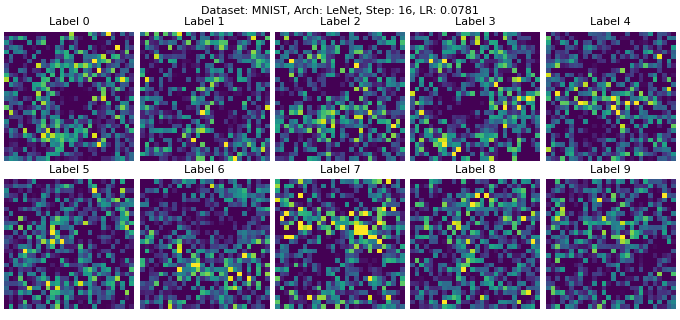 Dataset: MNIST, Arch: LeNet, Step: 16, LR: 0.0781
Label 0 Label 1 Label 2 Label 3 Label 4
Label 5 Label 6 Label 7 Label 8 Label 9